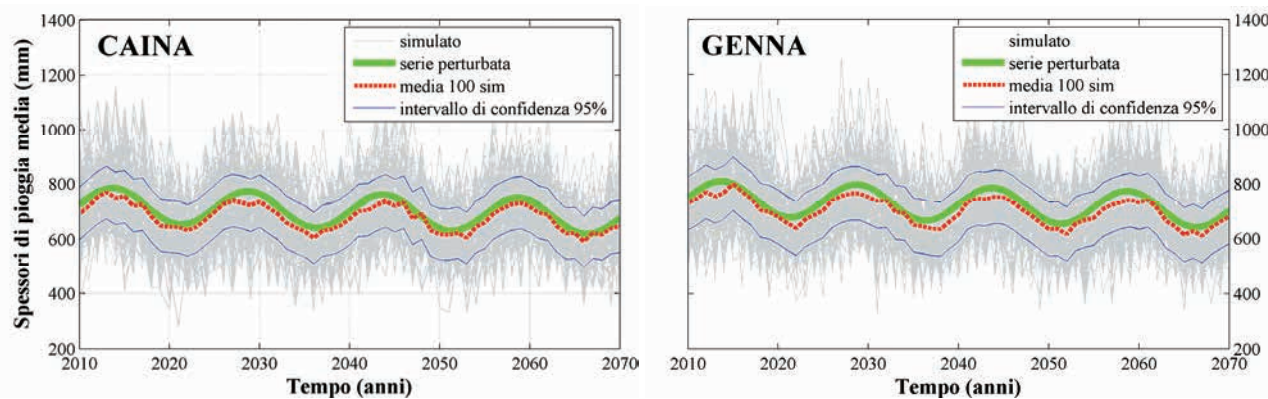 CAINA
simulato
serie perturbata
media 100 sim
intervallo di confidenza 95%
Spessori di pioggia media (mm)
1400
1200
1000
800
600
400
200
2010
2020
2030
2040
2050
2060
2070
Tempo (anni)
GENNA
simulato
serie perturbata
media 100 sim
intervallo di confidenza 95%
1400
1200
1000
800
600
400
200
2010
2020
2030
2040
2050
2060
2070
Tempo (anni)